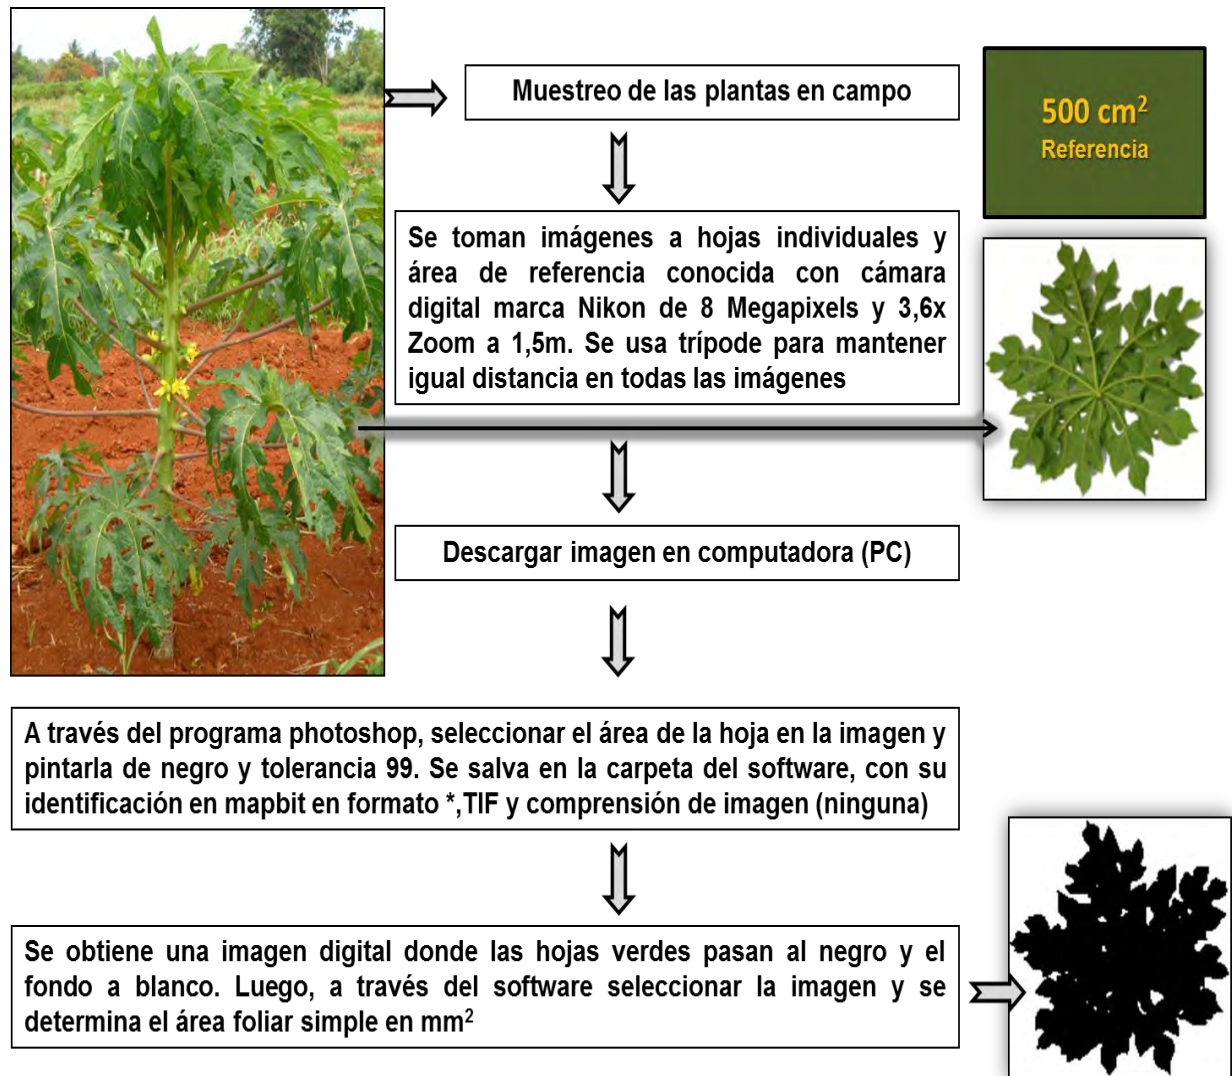 Muestreo de las plantas en campo
500 cm²
Referencia
Se toman imágenes a hojas individuales y
área de referencia conocida con cámara
digital marca Nikon de 8 Megapixels y 3,6x
Zoom a 1,5m. Se usa trípode para mantener
igual distancia en todas las imágenes
Descargar imagen en computadora (PC)
A través del programa photoshop, seleccionar el área de la hoja en la imagen y
pintarla de negro y tolerancia 99. Se salva en la carpeta del software, con su
identificación en mapbit en formato *,TIF y comprensión de imagen (ninguna)
Se obtiene una imagen digital donde las hojas verdes pasan al negro y el
fondo a blanco. Luego, a través del software seleccionar la imagen y se
determina el área foliar simple en mm²